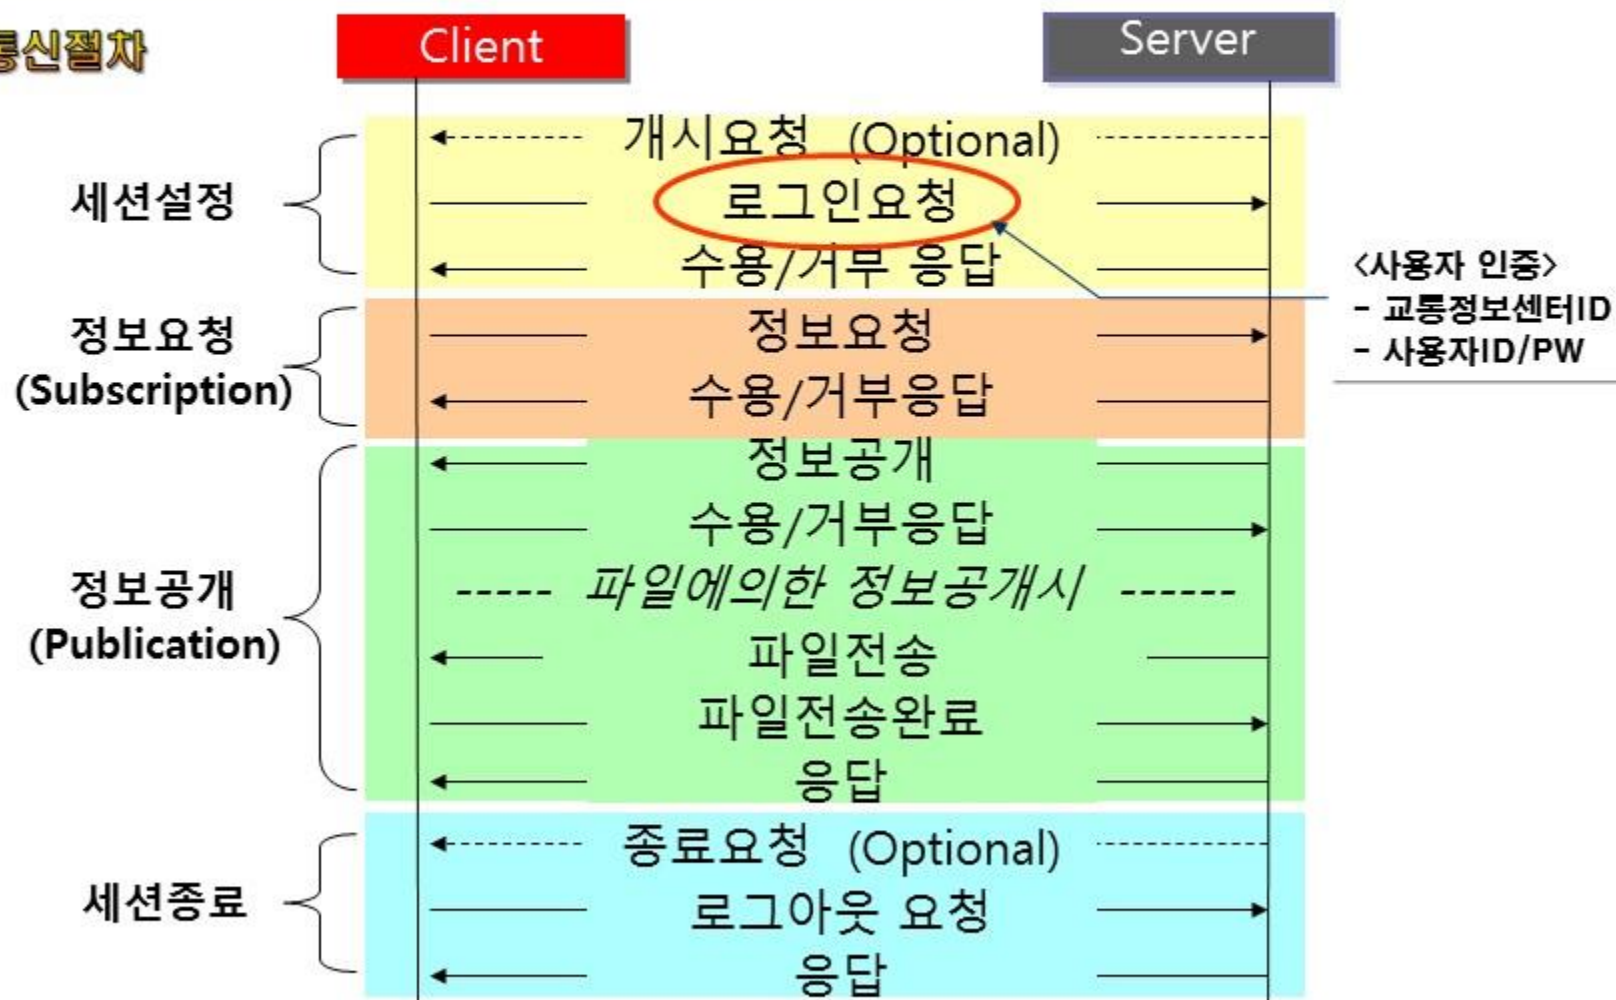 통신절차
Client
Server
개시요청 (Optional)
세션설정
로그인요청
수용/거부 응답
<사용자 인증>
- 교통정보센터ID
- 사용자ID/PW
정보요청
(Subscription)
정보요청
수용/거부응답
정보공개
수용/거부응답
정보공개
(Publication)
----- 파일에의한 정보공개시 ------
파일전송
파일전송완료
응답
종료요청 (Optional)
세션종료
로그아웃 요청
응답